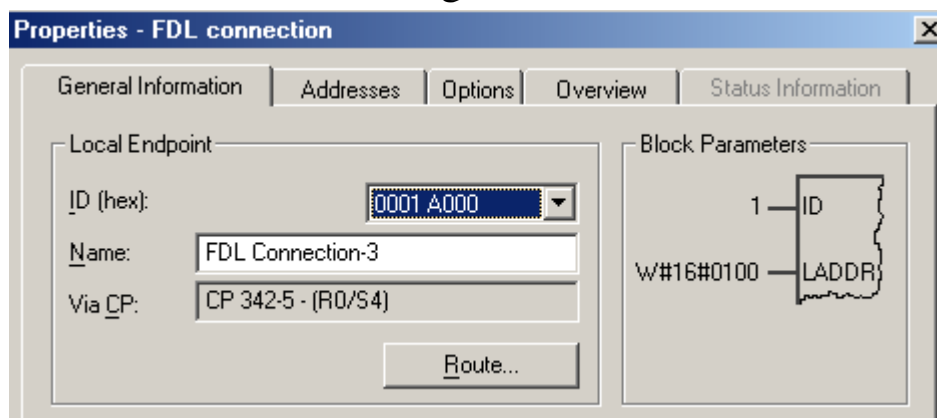 Properties - FDL connection
General Information Addresses Options Overview Status Information
Local Endpoint
ID (hex): 0001 A000
Name: FDL Connection-3
Via CP: CP 342-5 - (R0/S4)
Route...
Block Parameters
1 ID
W#16#0100 LADDR